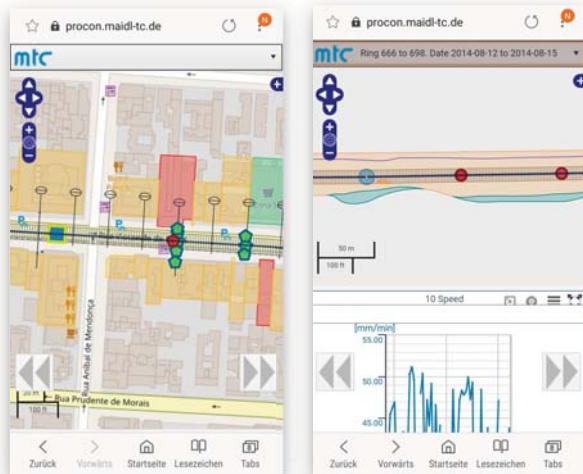 procon.maidl-tc.de
N
mtc
Rua Aníbal de Mendonça
20 m
100 ft
Rua Prudente de Morais
Zurück Vorwärts Startseite Lesezeichen Tabs
procon.maidl-tc.de
N
mtc Ring 666 to 698. Date 2014-08-12 to 2014-08-15
50 m
100 ft
10 Speed
[mm/min]
55.00
50.00
45.00
Zurück Vorwärts Startseite Lesezeichen Tabs